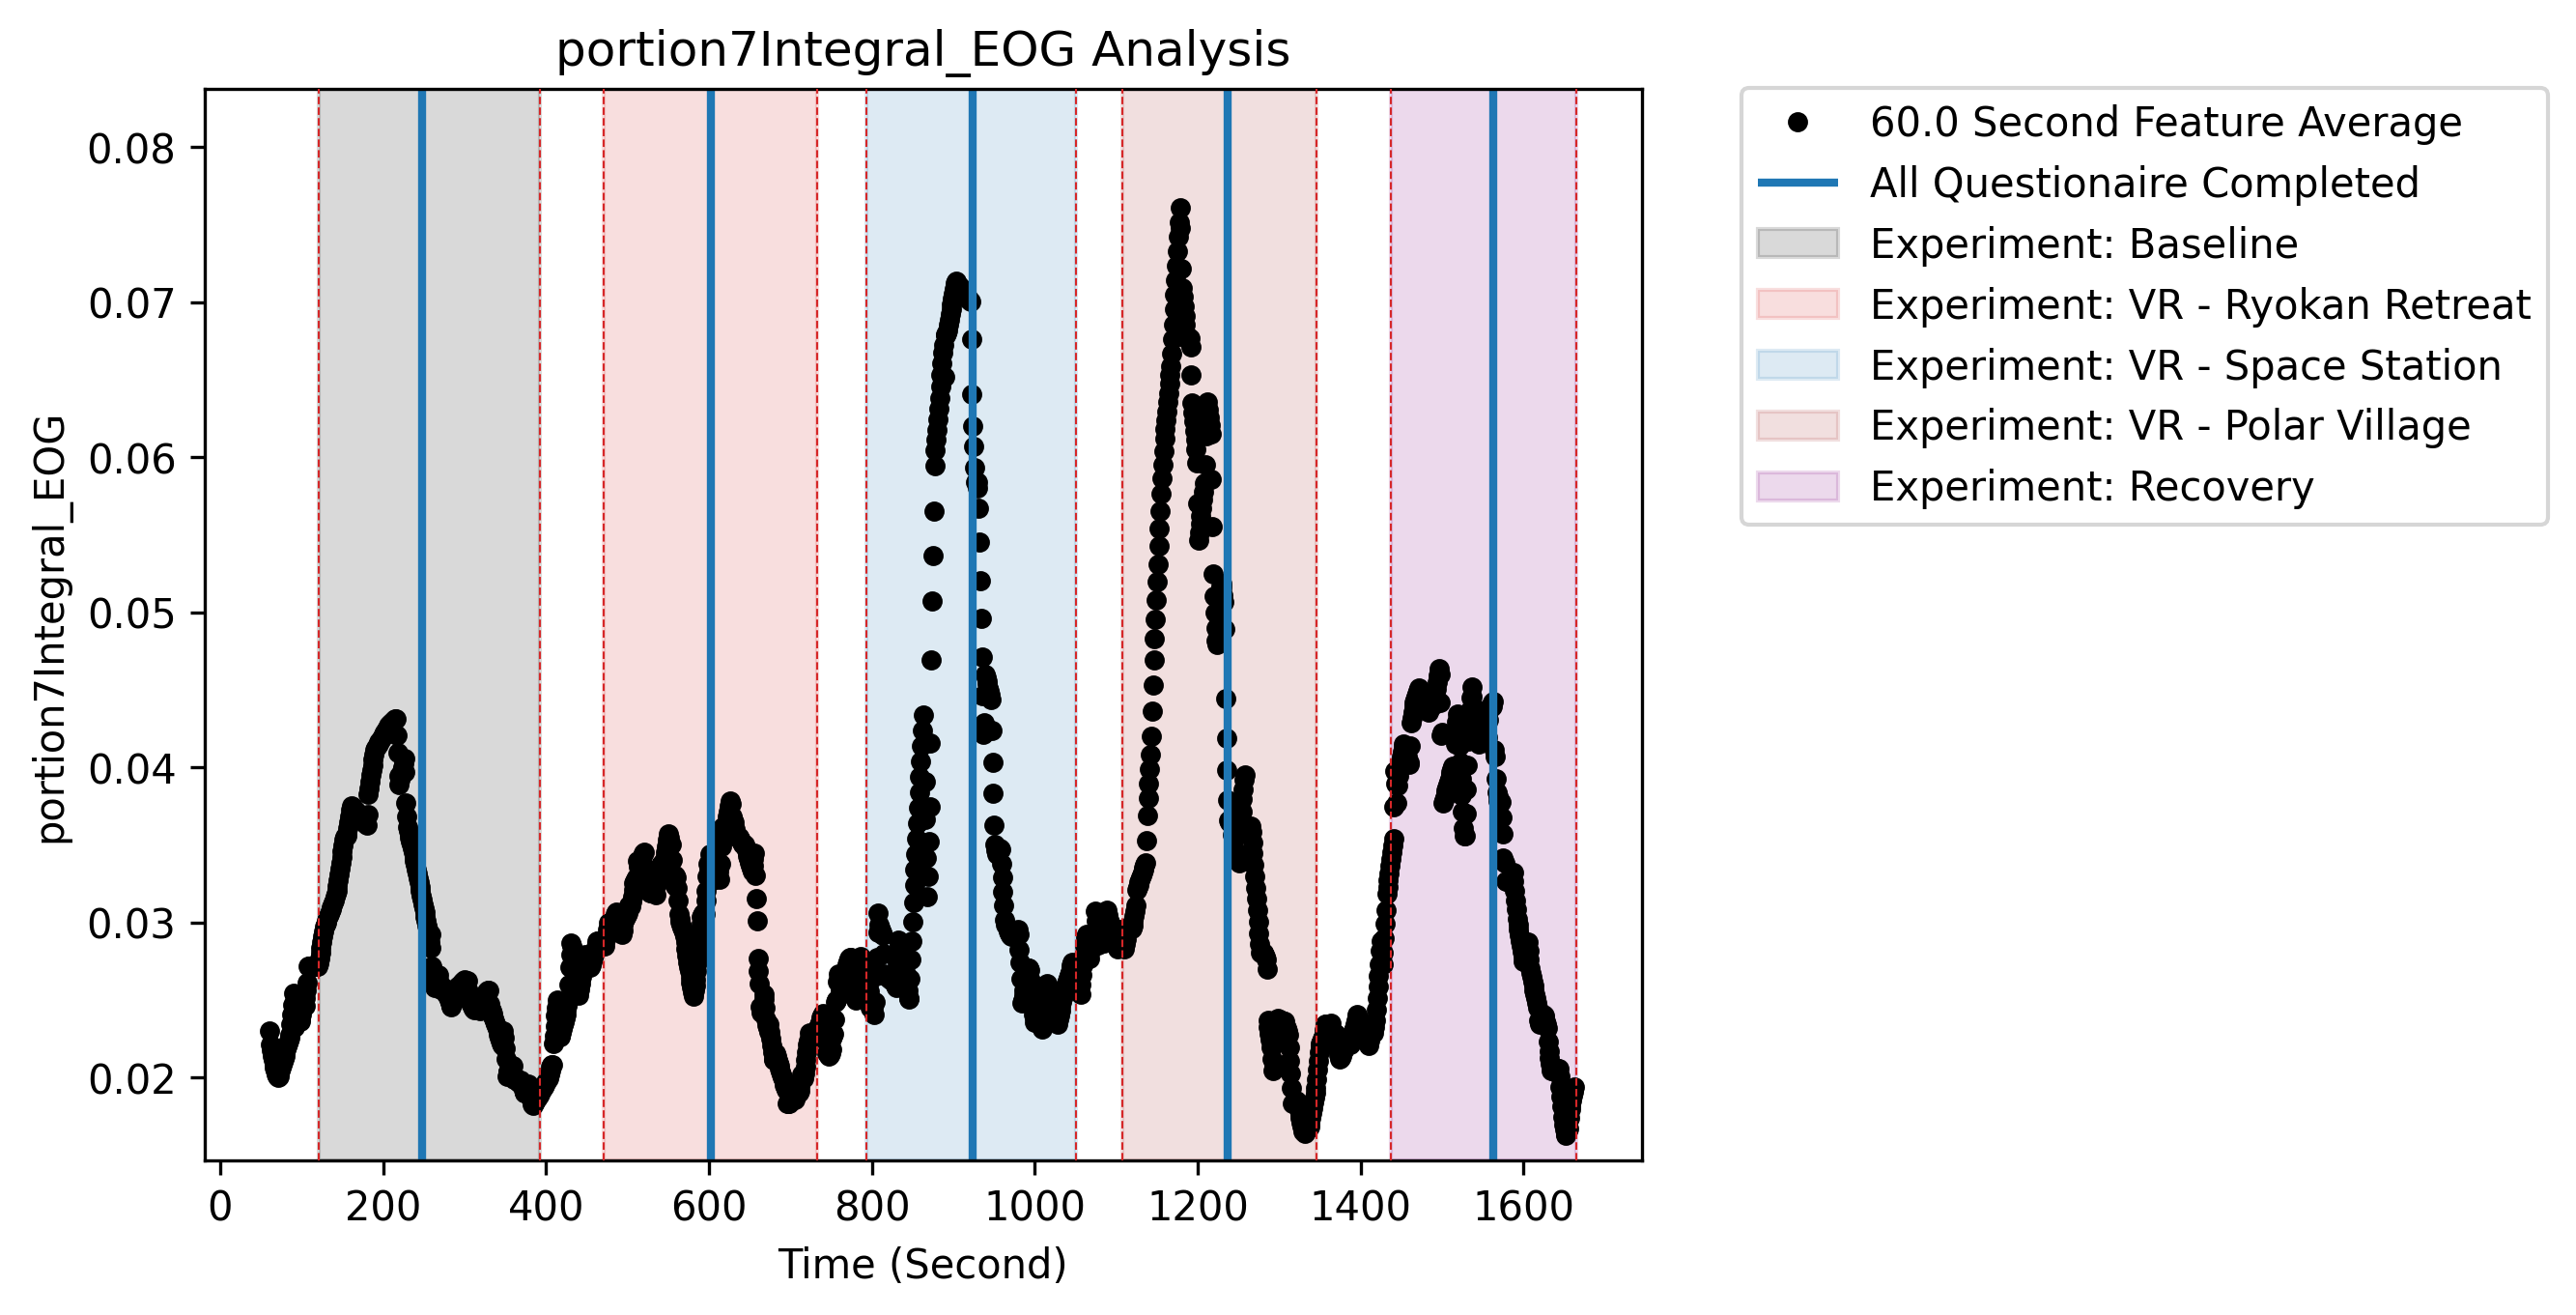 portion7Integral_EOG Analysis
portion7Integral_EOG
0.08
0.07
0.06
0.05
0.04
0.03
0.02
0 200 400 600 800 1000 1200 1400 1600
Time (Second)
60.0 Second Feature Average
All Questionaire Completed
Experiment: Baseline
Experiment: VR - Ryokan Retreat
Experiment: VR - Space Station
Experiment: VR - Polar Village
Experiment: Recovery